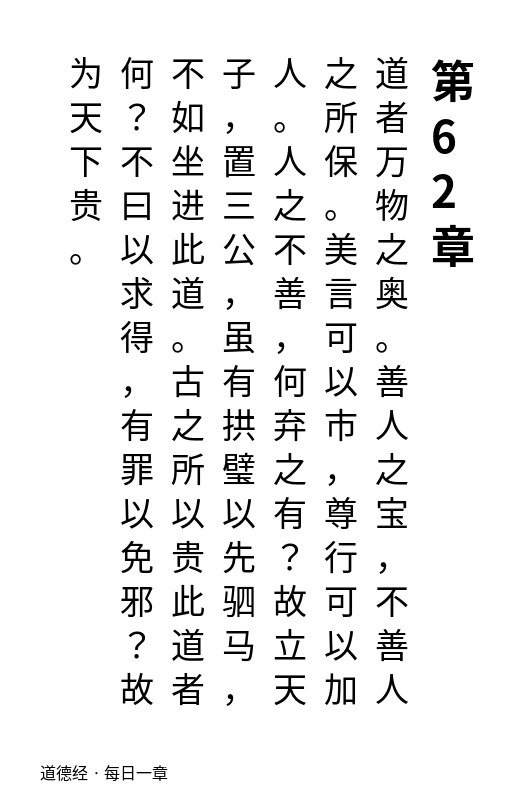 第62章
道者万物之奥。善人之宝，不善人
之所保。美言可以市，尊行可以加
人。人之不善，何弃之有？故立天
子，置三公，虽有拱璧以先驷马，
不如坐进此道。古之所以贵此道者
何？不曰以求得，有罪以免邪？故
为天下贵。
道德经 · 每日一章